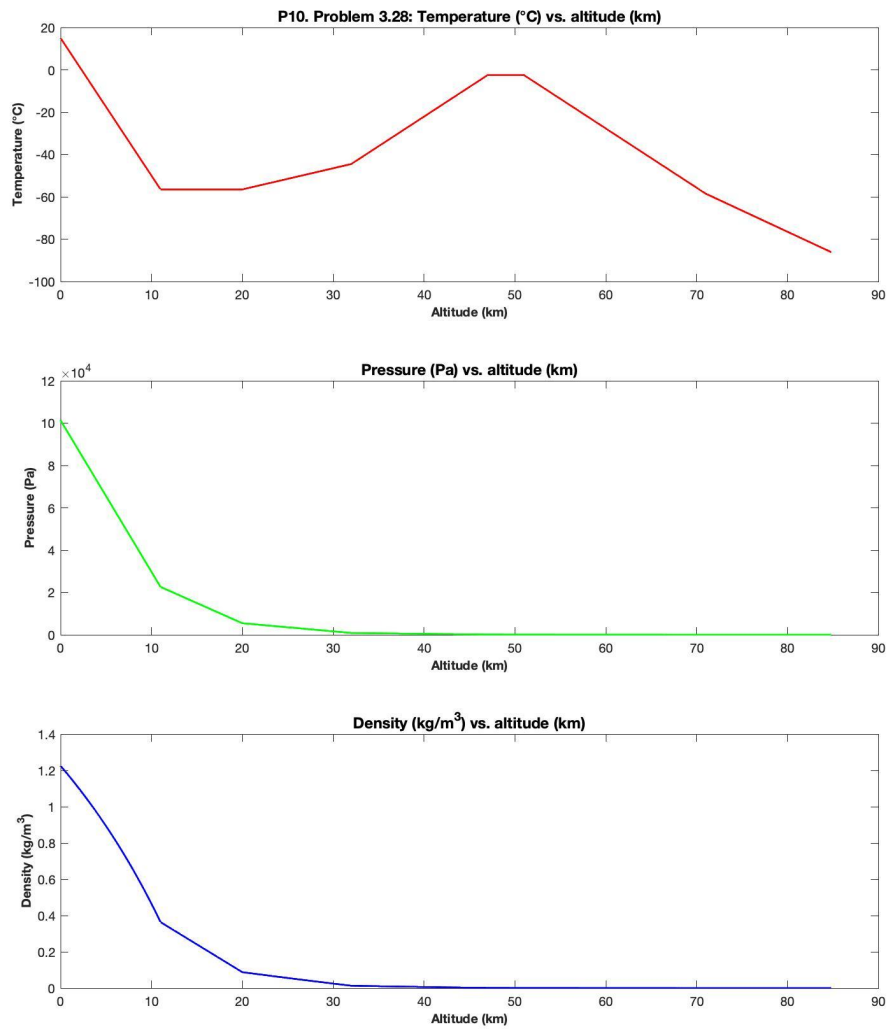 P10. Problem 3.28: Temperature (°C) vs. altitude (km)
20
0
-20
-40
-60
-80
-100
Temperature (°C)
0 10 20 30 40 50 60 70 80 90
Altitude (km)
Pressure (Pa) vs. altitude (km)
×10⁴
12
10
8
6
4
2
0
Pressure (Pa)
0 10 20 30 40 50 60 70 80 90
Altitude (km)
Density (kg/m³) vs. altitude (km)
1.4
1.2
1
0.8
0.6
0.4
0.2
0
Density (kg/m³)
0 10 20 30 40 50 60 70 80 90
Altitude (km)